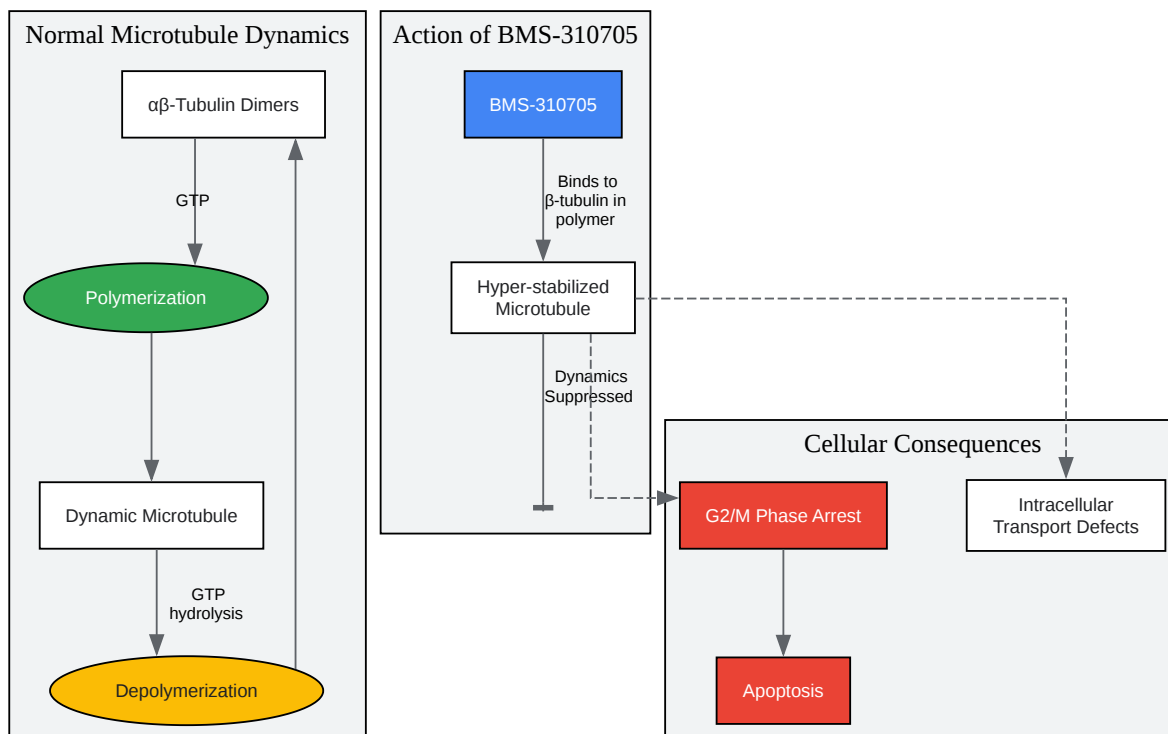 Normal Microtubule Dynamics
αβ-Tubulin Dimers
GTP
Polymerization
Dynamic Microtubule
GTP
hydrolysis
Depolymerization
Action of BMS-310705
BMS-310705
Binds to
β-tubulin in
polymer
Hyper-stabilized
Microtubule
Dynamics
Suppressed
Cellular Consequences
G2/M Phase Arrest
Intracellular
Transport Defects
Apoptosis